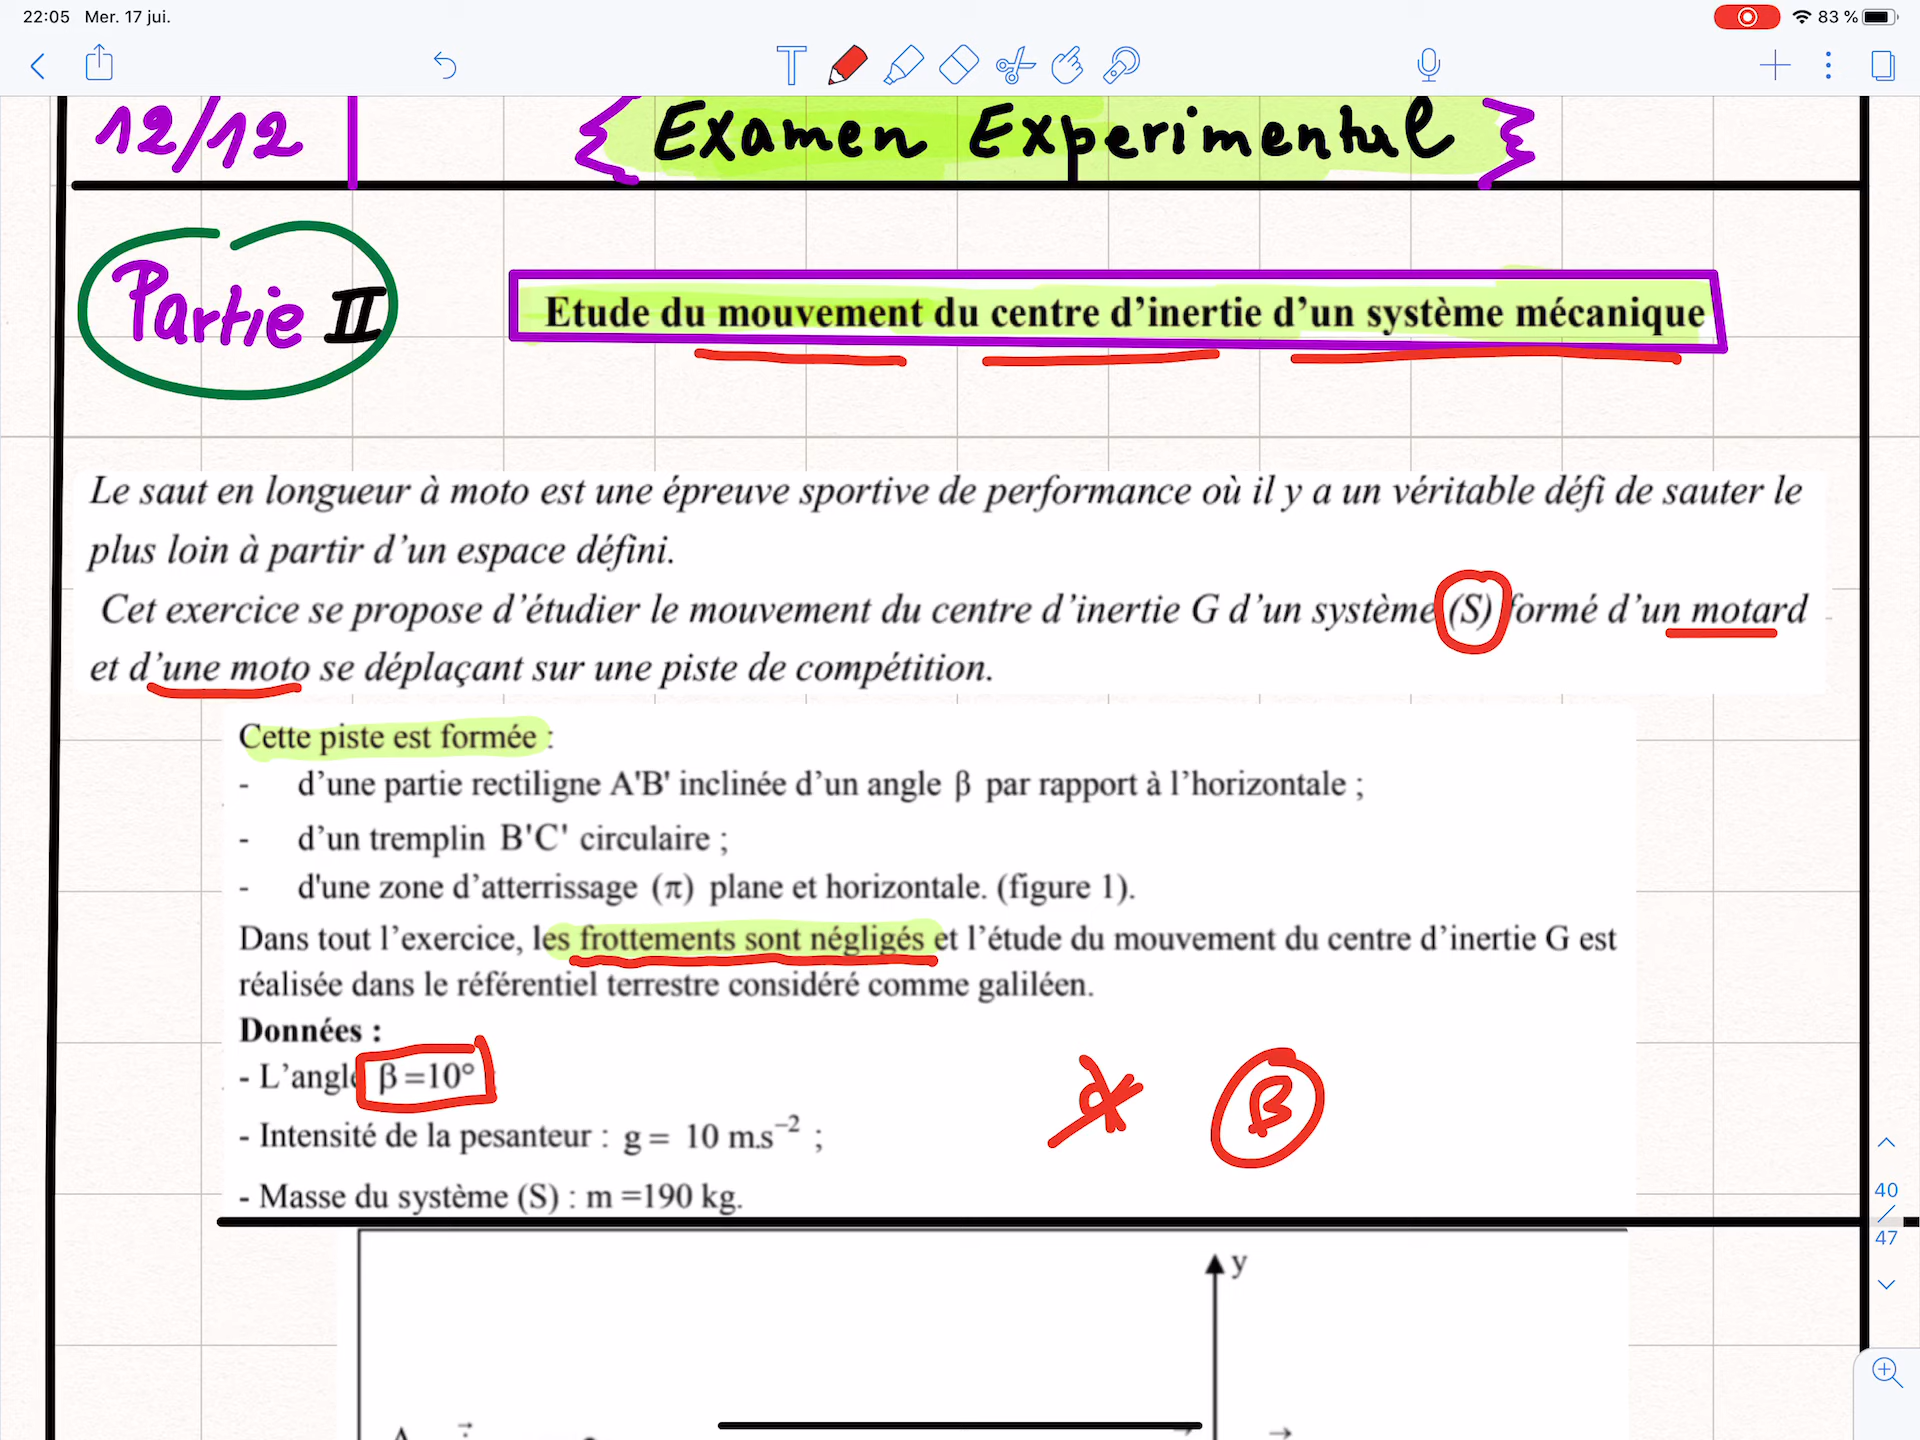 22:05 Mer. 17 jui.
83 %
12/12
Examen Experimental
Partie II
Etude du mouvement du centre d’inertie d’un système mécanique
Le saut en longueur à moto est une épreuve sportive de performance où il y a un véritable défi de sauter le
plus loin à partir d’un espace défini.
Cet exercice se propose d’étudier le mouvement du centre d’inertie G d’un système (S) formé d’un motard
et d’une moto se déplaçant sur une piste de compétition.
Cette piste est formée :
- d’une partie rectiligne A'B' inclinée d’un angle β par rapport à l’horizontale ;
- d’un tremplin B'C' circulaire ;
- d'une zone d’atterrissage (π) plane et horizontale. (figure 1).
Dans tout l’exercice, les frottements sont négligés et l’étude du mouvement du centre d’inertie G est
réalisée dans le référentiel terrestre considéré comme galiléen.
Données :
- L’angle β =10°
α β
- Intensité de la pesanteur : g = 10 m.s⁻² ;
- Masse du système (S) : m =190 kg.
40
/
47
y